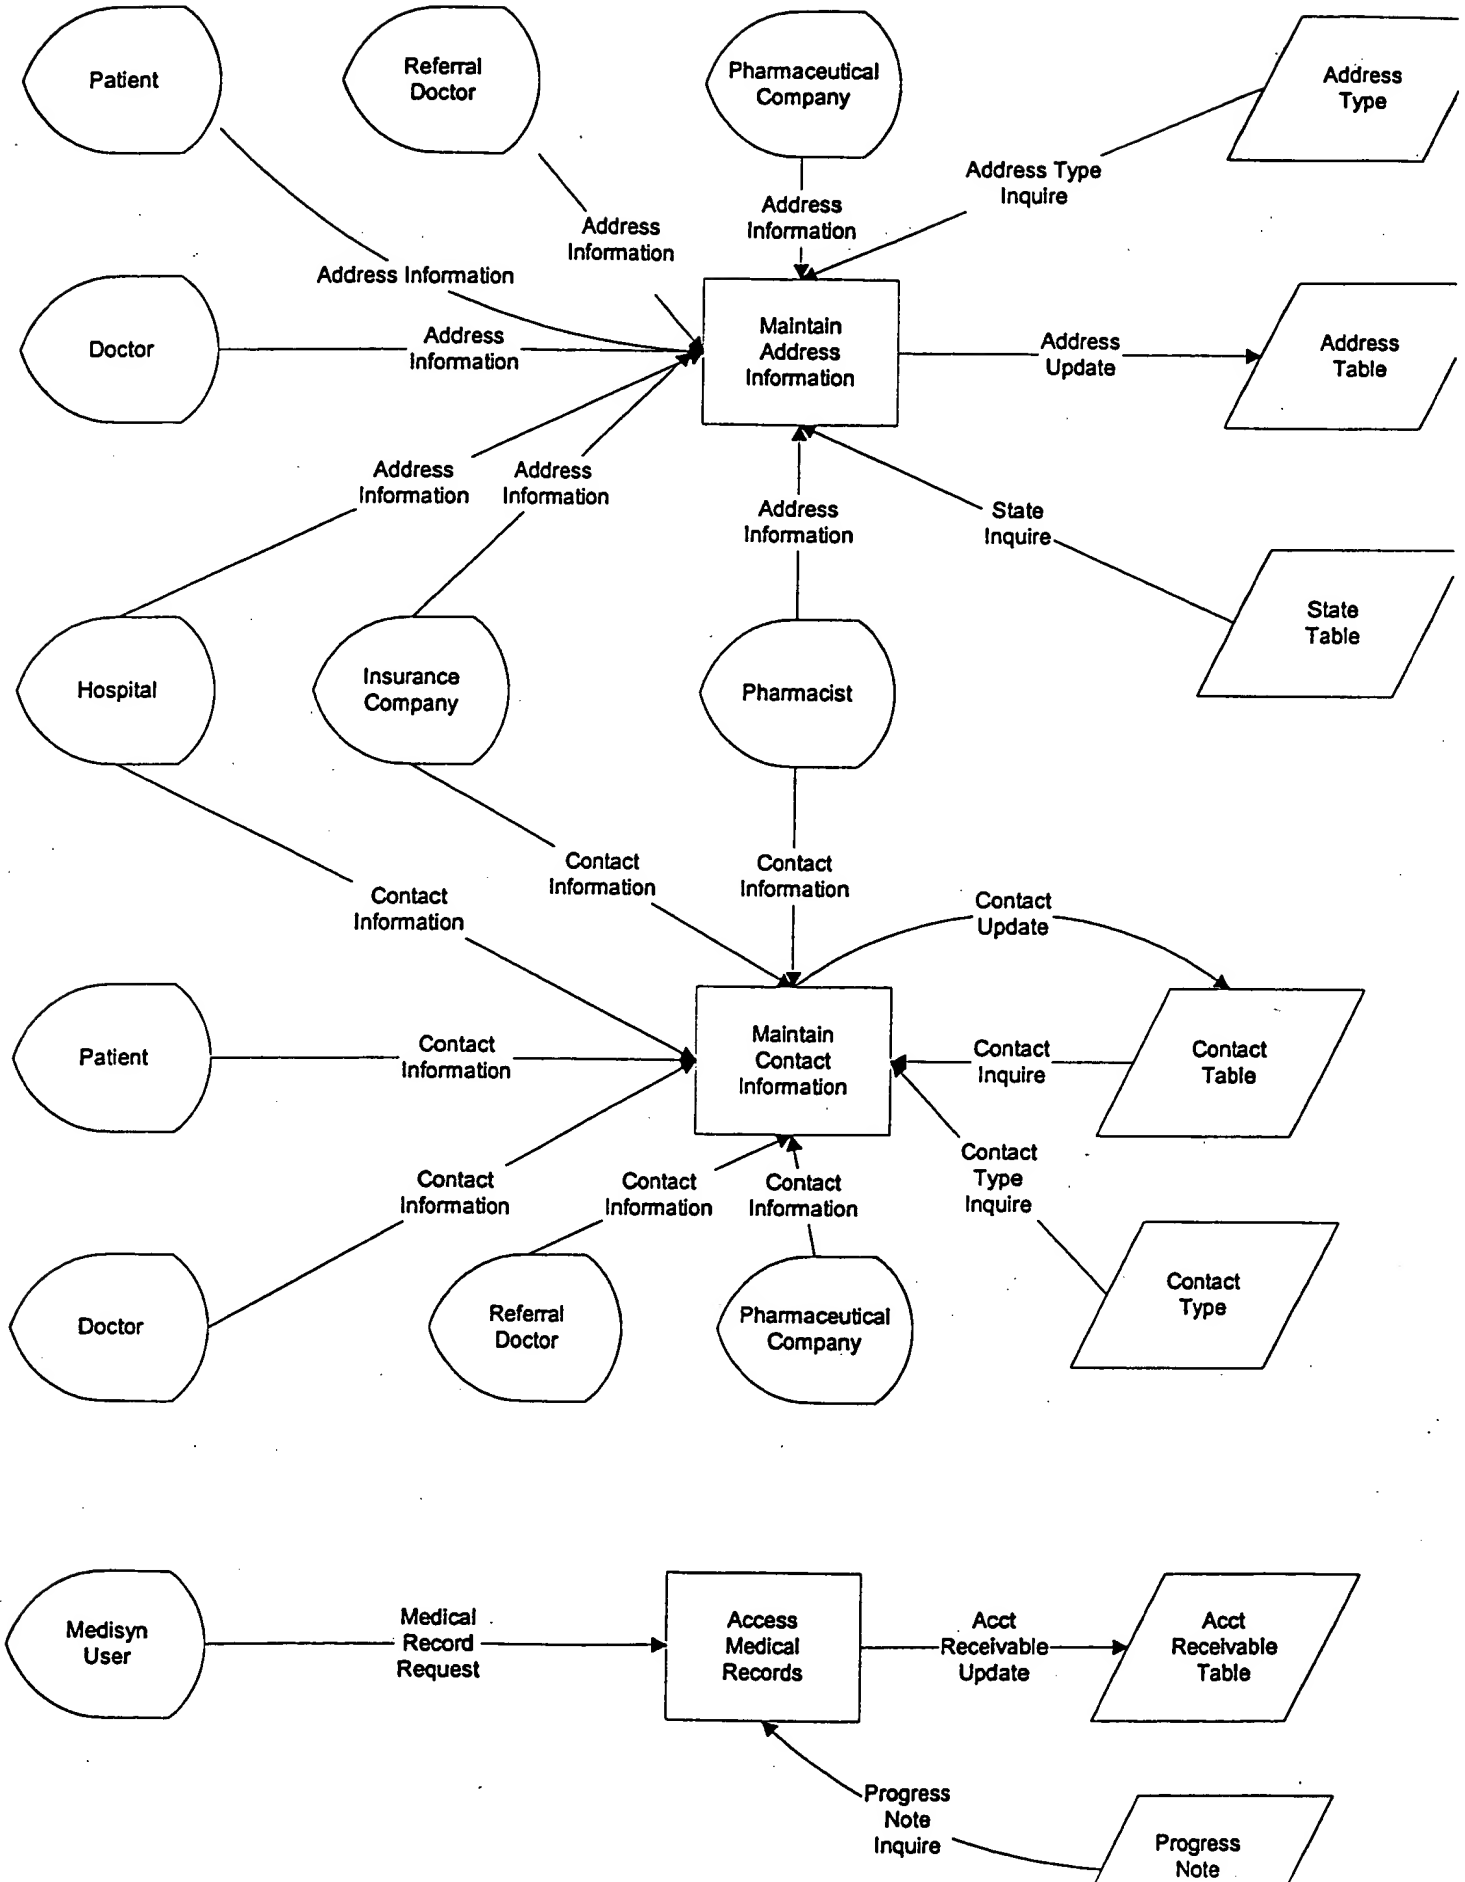 Patient
Referral
Doctor
Pharmaceutical
Company
Address
Type
Address Type
Inquire
Address
Information
Address
Information
Address Information
Doctor
Address
Information
Maintain
Address
Information
Address
Update
Address
Table
Address
Information
Address
Information
Address
Information
State
Inquire
State
Table
Hospital
Insurance
Company
Pharmacist
Contact
Information
Contact
Information
Contact
Information
Contact
Update
Patient
Contact
Information
Maintain
Contact
Information
Contact
Inquire
Contact
Table
Contact
Information
Contact
Information
Contact
Information
Contact
Type
Inquire
Doctor
Referral
Doctor
Pharmaceutical
Company
Contact
Type
Medisyn
User
Medical
Record
Request
Access
Medical
Records
Acct
Receivable
Update
Acct
Receivable
Table
Progress
Note
Inquire
Progress
Note